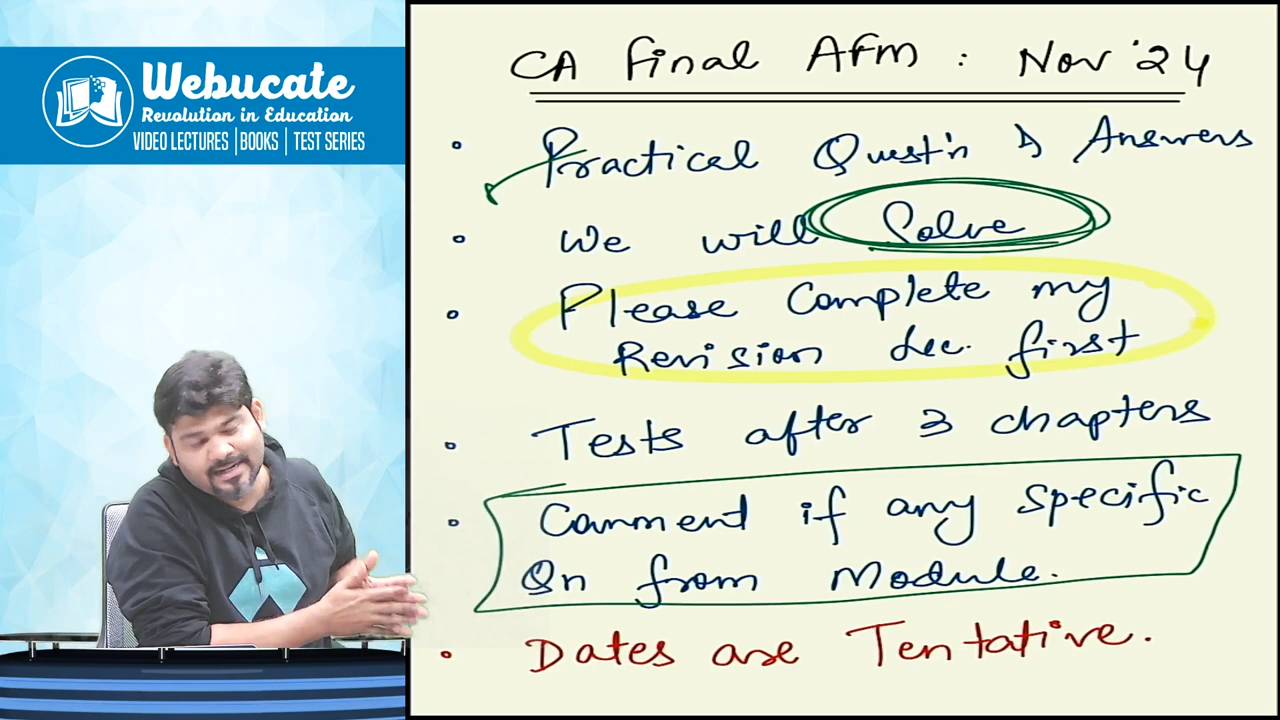 Webucate
Revolution in Education
VIDEO LECTURES | BOOKS | TEST SERIES
CA Final AFM : Nov '24
• Practical Quest'n & Answers
• We will Solve
• Please Complete my
Revision Lec. first
• Tests after 3 chapters
• Comment if any specific
Qn from Module.
• Dates are Tentative.